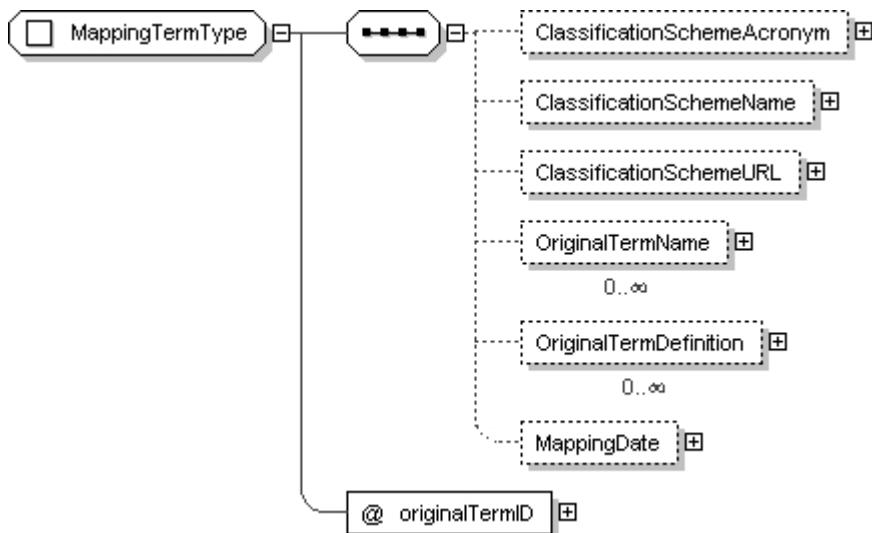 MappingTermType
ClassificationSchemeAcronym
ClassificationSchemeName
ClassificationSchemeURL
OriginalTermName
0..∞
OriginalTermDefinition
0..∞
MappingDate
@ originalTermID